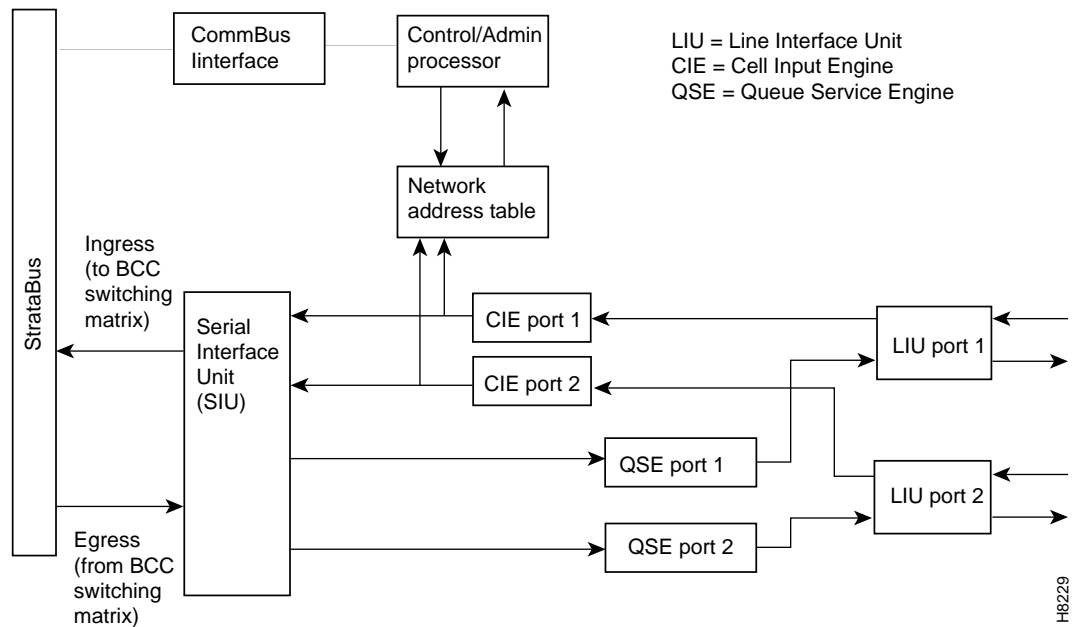 CommBus
Iinterface
Control/Admin
processor
LIU = Line Interface Unit
CIE = Cell Input Engine
QSE = Queue Service Engine
Network
address table
StrataBus
Ingress
(to BCC
switching
matrix)
Serial
Interface
Unit
(SIU)
CIE port 1
LIU port 1
CIE port 2
QSE port 1
LIU port 2
QSE port 2
Egress
(from BCC
switching
matrix)
H8229